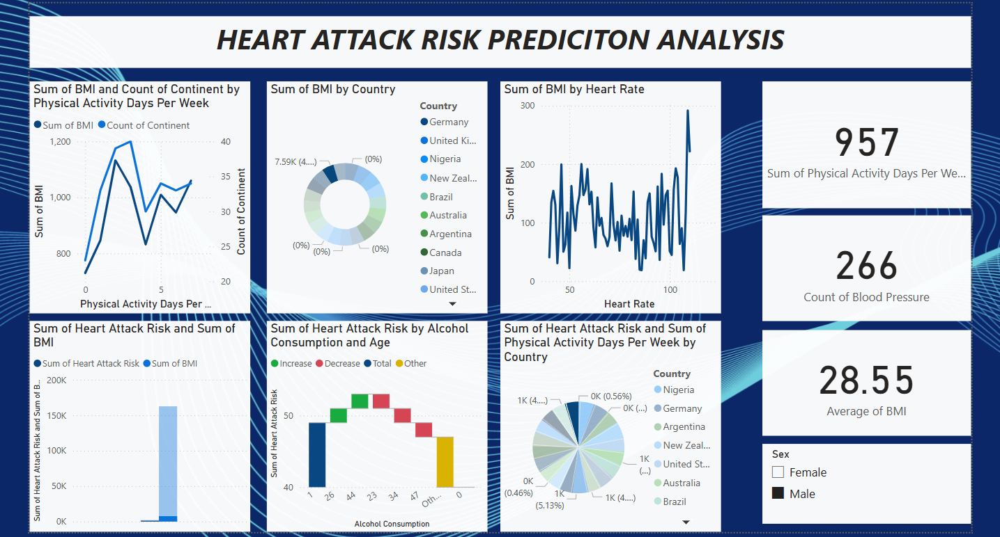 HEART ATTACK RISK PREDICITON ANALYSIS
Sum of BMI and Count of Continent by
Physical Activity Days Per Week
Sum of BMI Count of Continent
1,200
1,000
800
Sum of BMI
40
35
30
25
20
Count of Continent
0 5
Physical Activity Days Per ...
Sum of BMI by Country
7.59K (4....)
(0%)
(0%)
(0%)
(0%)
Country
Germany
United Ki...
Nigeria
New Zeal...
Brazil
Australia
Argentina
Canada
Japan
United St...
Sum of BMI by Heart Rate
300
200
100
0
Sum of BMI
50 100
Heart Rate
957
Sum of Physical Activity Days Per We...
266
Count of Blood Pressure
28.55
Average of BMI
Sum of Heart Attack Risk and Sum of
BMI
Sum of Heart Attack Risk Sum of BMI
200K
150K
100K
50K
0K
Sum of Heart Attack Risk and Sum of B...
Sum of Heart Attack Risk by Alcohol
Consumption and Age
Increase Decrease Total Other
50
40
Sum of Heart Attack Risk
1 26 44 23 34 47 Oth... 0
Alcohol Consumption
Sum of Heart Attack Risk and Sum of
Physical Activity Days Per Week by
Country
1K (4....)
0K (0.56%)
0K (...)
1K
(...)
1K (4....)
1K
(5.13%)
0K
(0.46%)
Country
Nigeria
Germany
Argentina
New Zeal...
United St...
Australia
Brazil
Sex
Female
Male